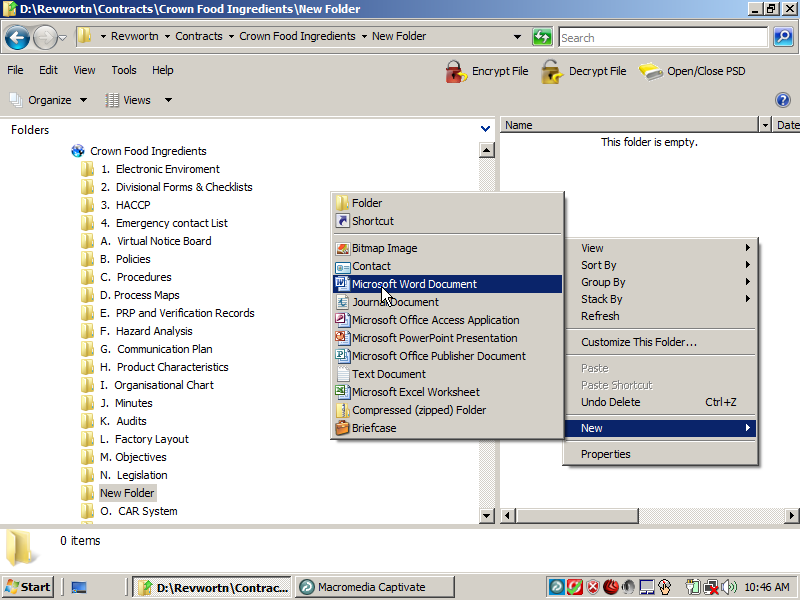 D:\Revwortn\Contracts\Crown Food Ingredients\New Folder
Revwortn Contracts Crown Food Ingredients New Folder
Search
File Edit View Tools Help
Encrypt File Decrypt File Open/Close PSD
Organize Views
Folders
Name Date
This folder is empty.
Crown Food Ingredients
1. Electronic Enviroment
2. Divisional Forms & Checklists
3. HACCP
4. Emergency contact List
A. Virtual Notice Board
B. Policies
C. Procedures
D. Process Maps
E. PRP and Verification Records
F. Hazard Analysis
G. Communication Plan
H. Product Characteristics
I. Organisational Chart
J. Minutes
K. Audits
L. Factory Layout
M. Objectives
N. Legislation
New Folder
O. CAR System
Folder
Shortcut
Bitmap Image
Contact
Microsoft Word Document
Journal Document
Microsoft Office Access Application
Microsoft PowerPoint Presentation
Microsoft Office Publisher Document
Text Document
Microsoft Excel Worksheet
Compressed (zipped) Folder
Briefcase
View
Sort By
Group By
Stack By
Refresh
Customize This Folder...
Paste
Paste Shortcut
Undo Delete Ctrl+Z
New
Properties
0 items
Start D:\Revwortn\Contrac... Macromedia Captivate 10:46 AM